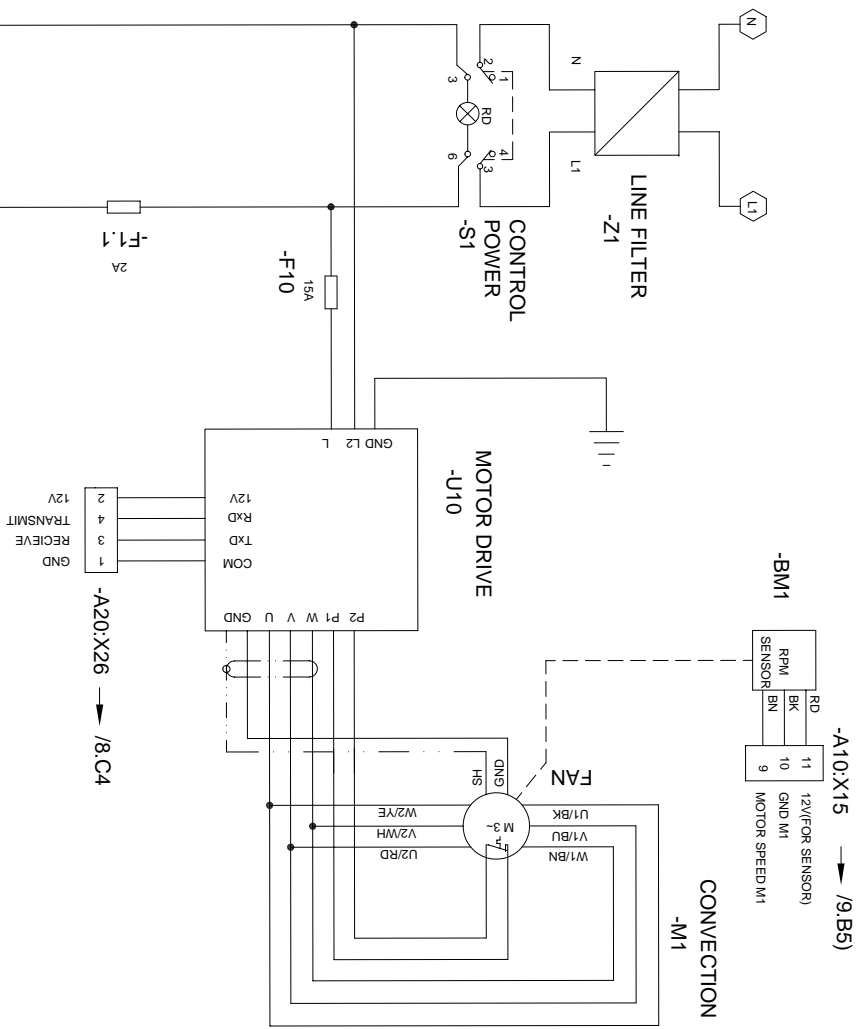 N
L1
N
L1
LINE FILTER
-Z1
2
1
3
RD
4
3
6
CONTROL
POWER
-S1
-F1.1
2A
-F10
15A
MOTOR DRIVE
-U10
GND
L2
L
12V
RxD
TxD
COM
2
4
3
1
12V
TRANSMIT
RECIEVE
GND
-A20:X26
/8.C4
GND
U
V
W
P1
P2
FAN
GND
SH
M 3~
W2/YE
V2/WH
U2/RD
U1/BK
V1/BU
W1/BN
CONVECTION
-M1
-BM1
RPM
SENSOR
RD
BK
BN
11
10
9
12V(FOR SENSOR)
GND M1
MOTOR SPEED M1
-A10:X15
/9.B5)